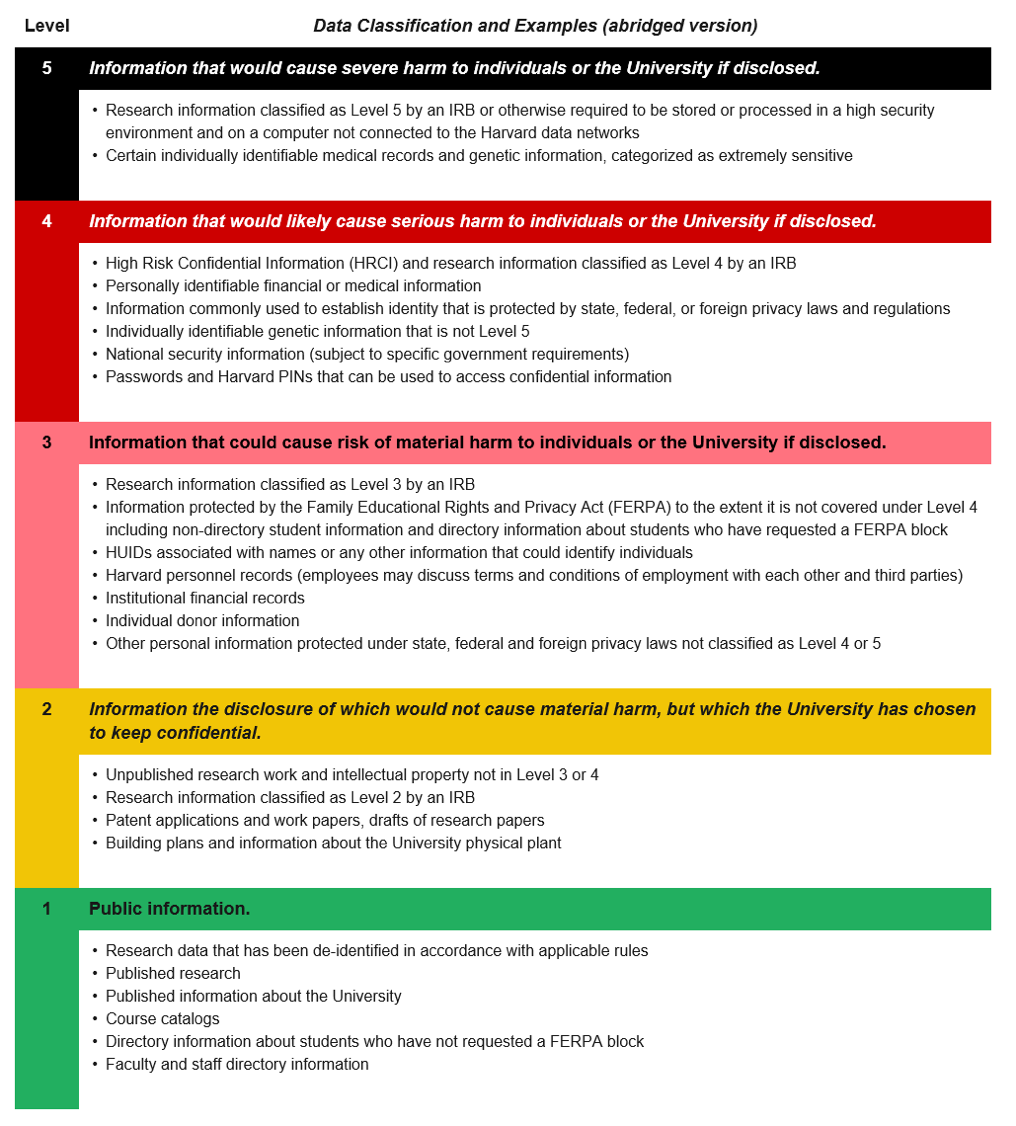 Level Data Classification and Examples (abridged version)
5 Information that would cause severe harm to individuals or the University if disclosed.
• Research information classified as Level 5 by an IRB or otherwise required to be stored or processed in a high security
environment and on a computer not connected to the Harvard data networks
• Certain individually identifiable medical records and genetic information, categorized as extremely sensitive
4 Information that would likely cause serious harm to individuals or the University if disclosed.
• High Risk Confidential Information (HRCI) and research information classified as Level 4 by an IRB
• Personally identifiable financial or medical information
• Information commonly used to establish identity that is protected by state, federal, or foreign privacy laws and regulations
• Individually identifiable genetic information that is not Level 5
• National security information (subject to specific government requirements)
• Passwords and Harvard PINs that can be used to access confidential information
3 Information that could cause risk of material harm to individuals or the University if disclosed.
• Research information classified as Level 3 by an IRB
• Information protected by the Family Educational Rights and Privacy Act (FERPA) to the extent it is not covered under Level 4
including non-directory student information and directory information about students who have requested a FERPA block
• HUIDs associated with names or any other information that could identify individuals
• Harvard personnel records (employees may discuss terms and conditions of employment with each other and third parties)
• Institutional financial records
• Individual donor information
• Other personal information protected under state, federal and foreign privacy laws not classified as Level 4 or 5
2 Information the disclosure of which would not cause material harm, but which the University has chosen
to keep confidential.
• Unpublished research work and intellectual property not in Level 3 or 4
• Research information classified as Level 2 by an IRB
• Patent applications and work papers, drafts of research papers
• Building plans and information about the University physical plant
1 Public information.
• Research data that has been de-identified in accordance with applicable rules
• Published research
• Published information about the University
• Course catalogs
• Directory information about students who have not requested a FERPA block
• Faculty and staff directory information